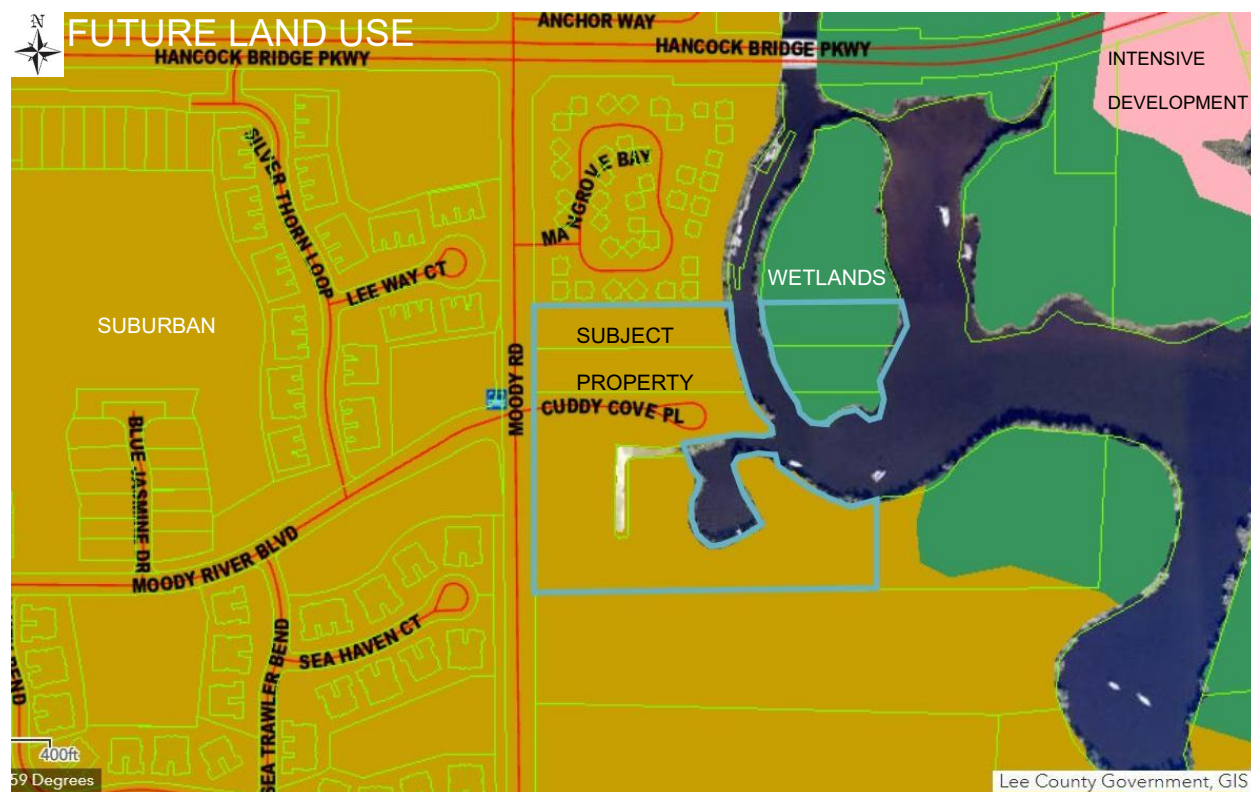 N
FUTURE LAND USE
ANCHOR WAY
HANCOCK BRIDGE PKWY
HANCOCK BRIDGE PKWY
INTENSIVE
DEVELOPMENT
SILVER THORN LOOP
MANGROVE BAY
LEE WAY CT
WETLANDS
SUBURBAN
SUBJECT
PROPERTY
MOODY RD
CUDDY COVE PL
BLUE JASMINE DR
MOODY RIVER BLVD
SEA HAVEN CT
SEA TRAWLER BEND
BEND
400ft
59 Degrees
Lee County Government, GIS